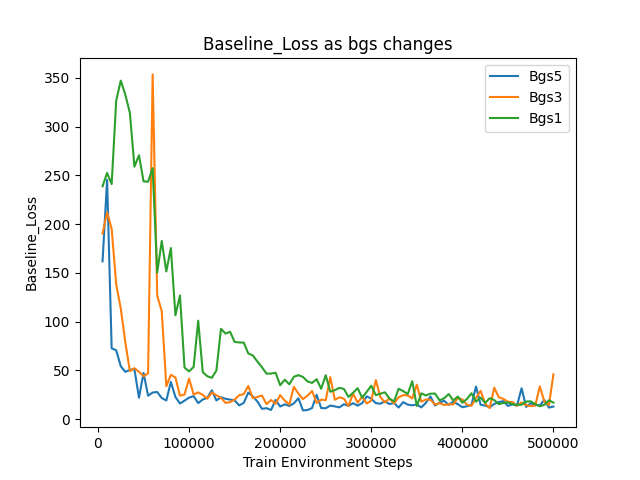 Baseline_Loss as bgs changes
350
300
250
200
150
100
50
0
Baseline_Loss
Bgs5
Bgs3
Bgs1
0
100000
200000
300000
400000
500000
Train Environment Steps